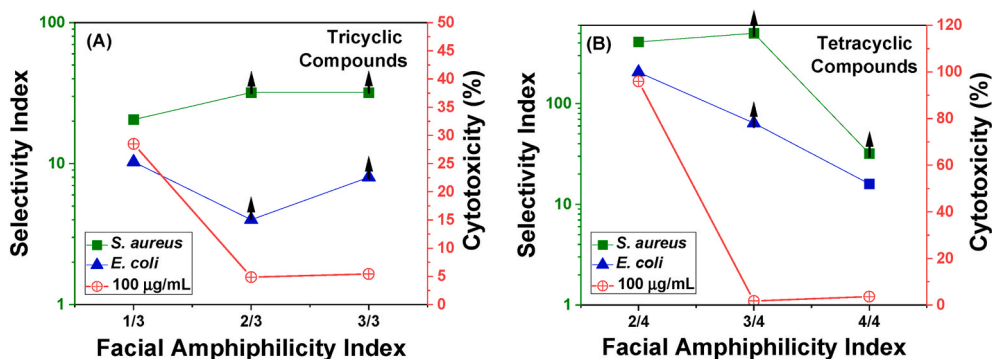 (A)
Tricyclic
Compounds
Selectivity Index
100
10
1
S. aureus
E. coli
100 µg/mL
1/3
2/3
3/3
Facial Amphiphilicity Index
50
45
40
35
30
25
20
15
10
5
0
Cytotoxicity (%)
(B)
Tetracyclic
Compounds
Selectivity Index
100
10
1
S. aureus
E. coli
100 µg/mL
2/4
3/4
4/4
Facial Amphiphilicity Index
120
100
80
60
40
20
0
Cytotoxicity (%)